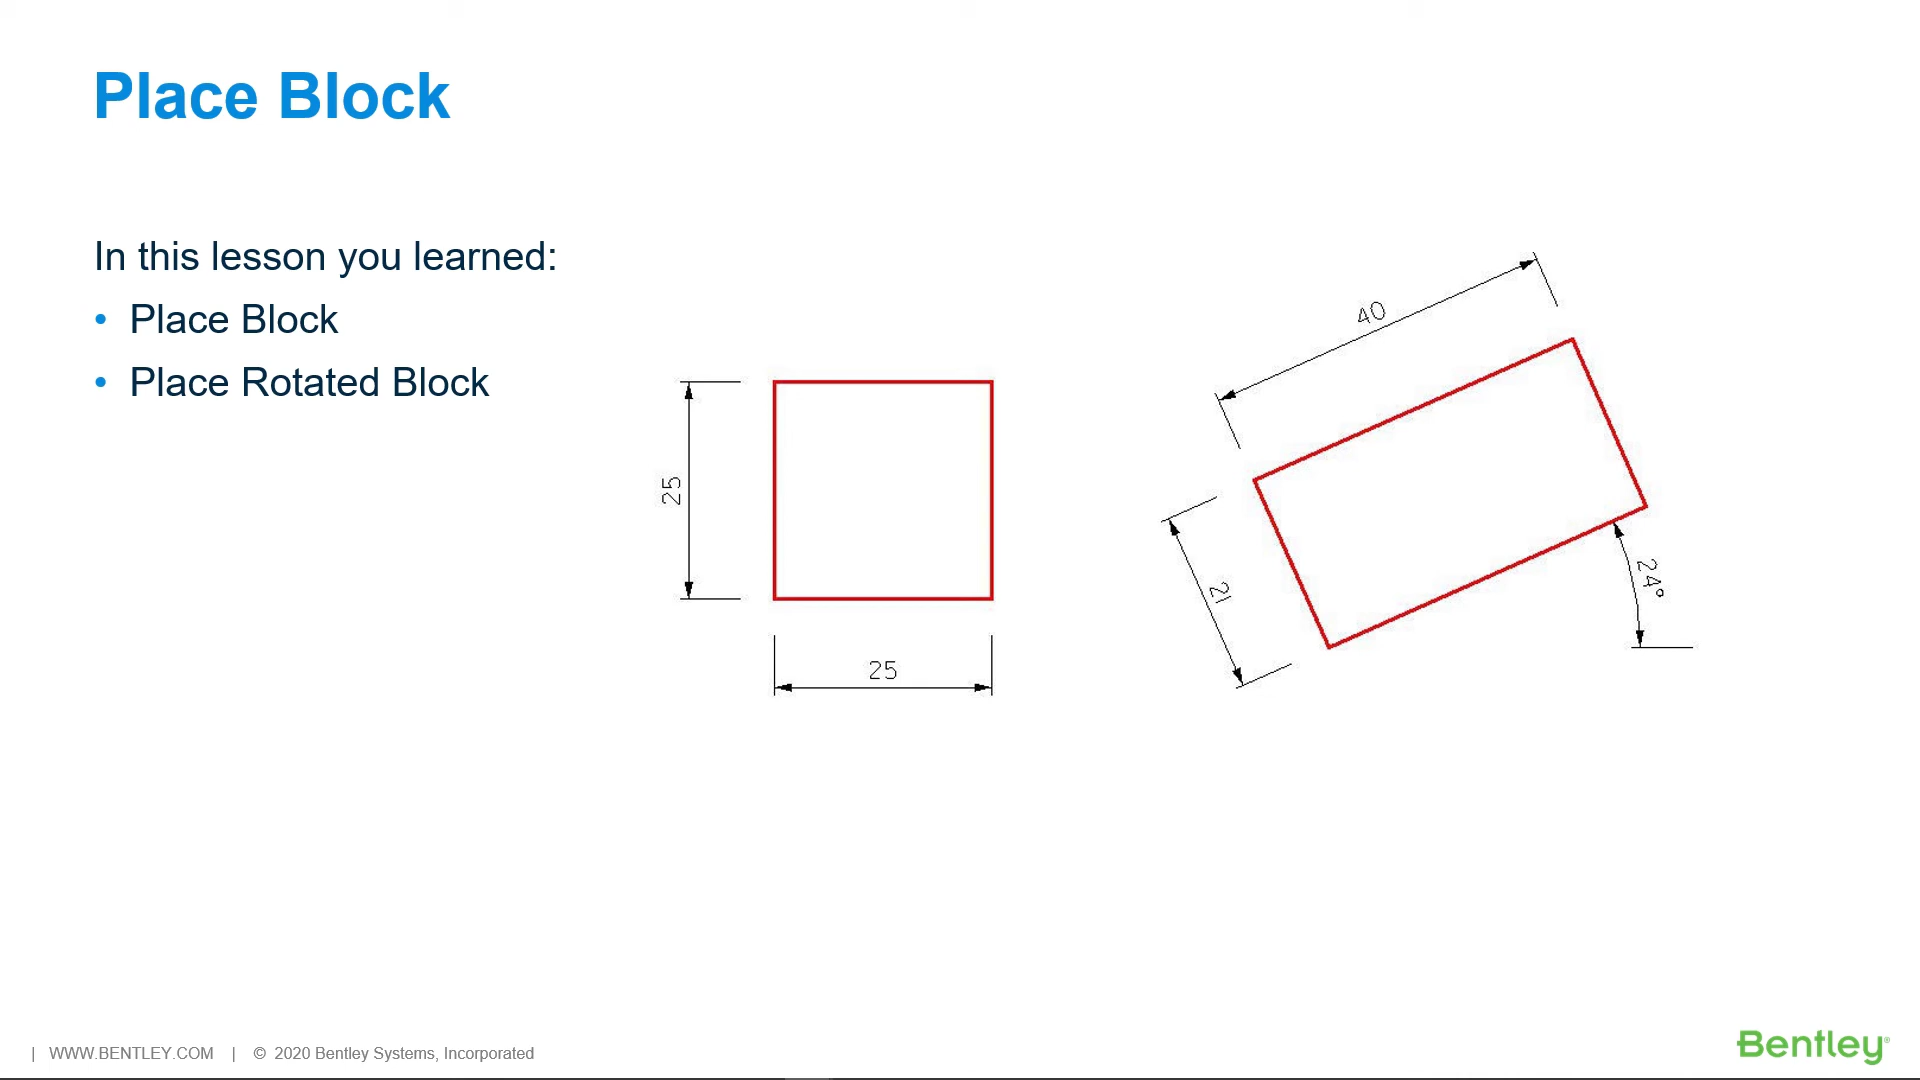 Place Block
In this lesson you learned:
• Place Block
• Place Rotated Block
25
25
40
21
24°
| WWW.BENTLEY.COM | © 2020 Bentley Systems, Incorporated
Bentley®